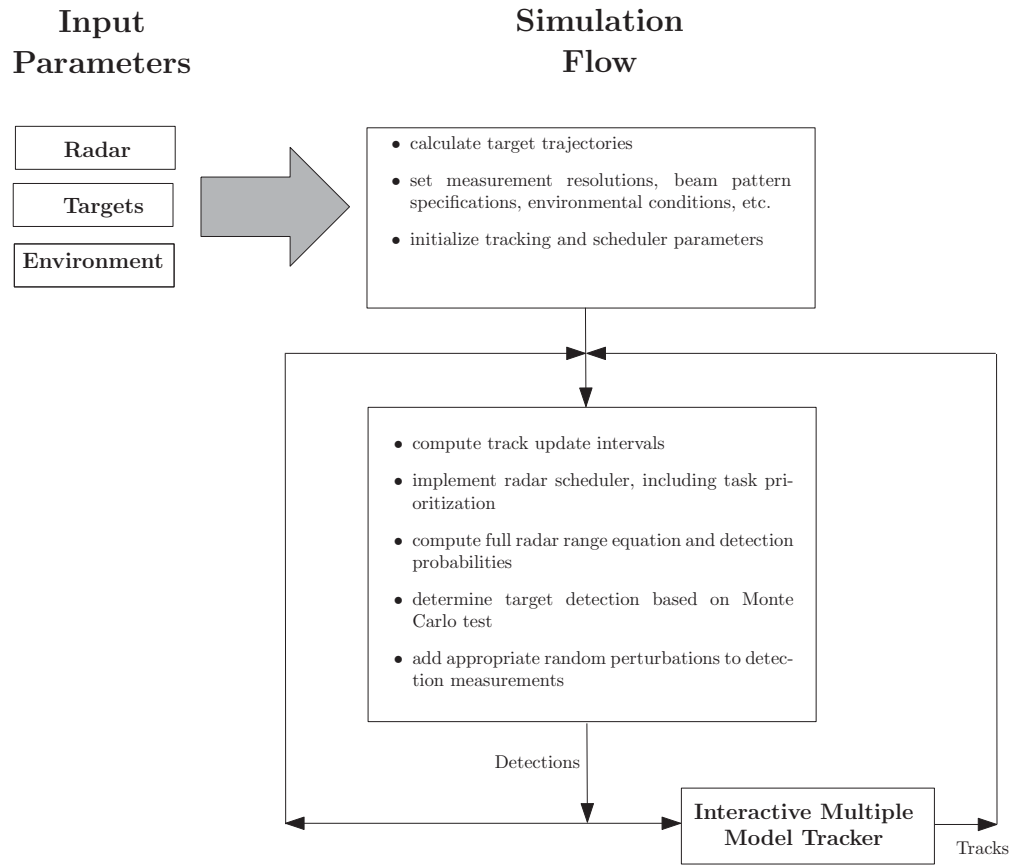 Input
Parameters
Simulation
Flow
Radar
Targets
Environment
• calculate target trajectories
• set measurement resolutions, beam pattern
specifications, environmental conditions, etc.
• initialize tracking and scheduler parameters
• compute track update intervals
• implement radar scheduler, including task pri-
oritization
• compute full radar range equation and detection
probabilities
• determine target detection based on Monte
Carlo test
• add appropriate random perturbations to detec-
tion measurements
Detections
Interactive Multiple
Model Tracker
Tracks